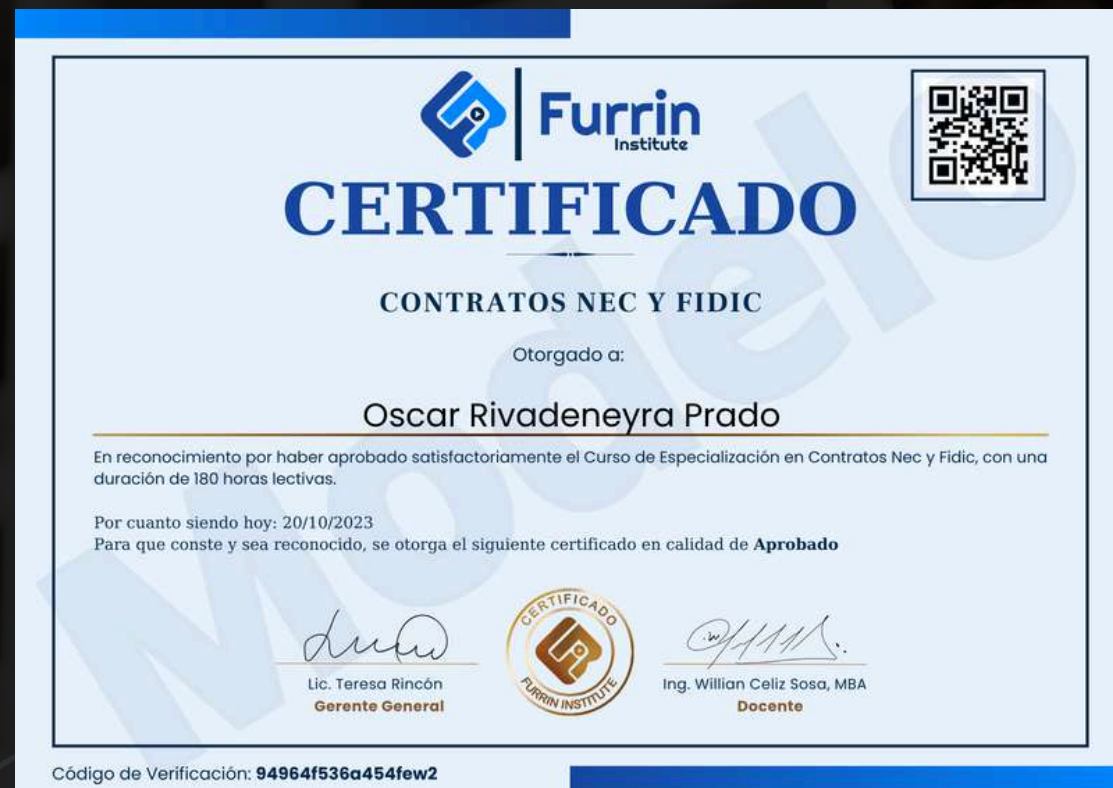 Furrin
Institute
CERTIFICADO
CONTRATOS NEC Y FIDIC
Otorgado a:
Oscar Rivadeneyra Prado
En reconocimiento por haber aprobado satisfactoriamente el Curso de Especialización en Contratos Nec y Fidic, con una
duración de 180 horas lectivas.
Por cuanto siendo hoy: 20/10/2023
Para que conste y sea reconocido, se otorga el siguiente certificado en calidad de Aprobado
Modelo
CERTIFICADO
FURRIN INSTITUTE
Lic. Teresa Rincón
Gerente General
Ing. Willian Celiz Sosa, MBA
Docente
Código de Verificación: 94964f536a454few2